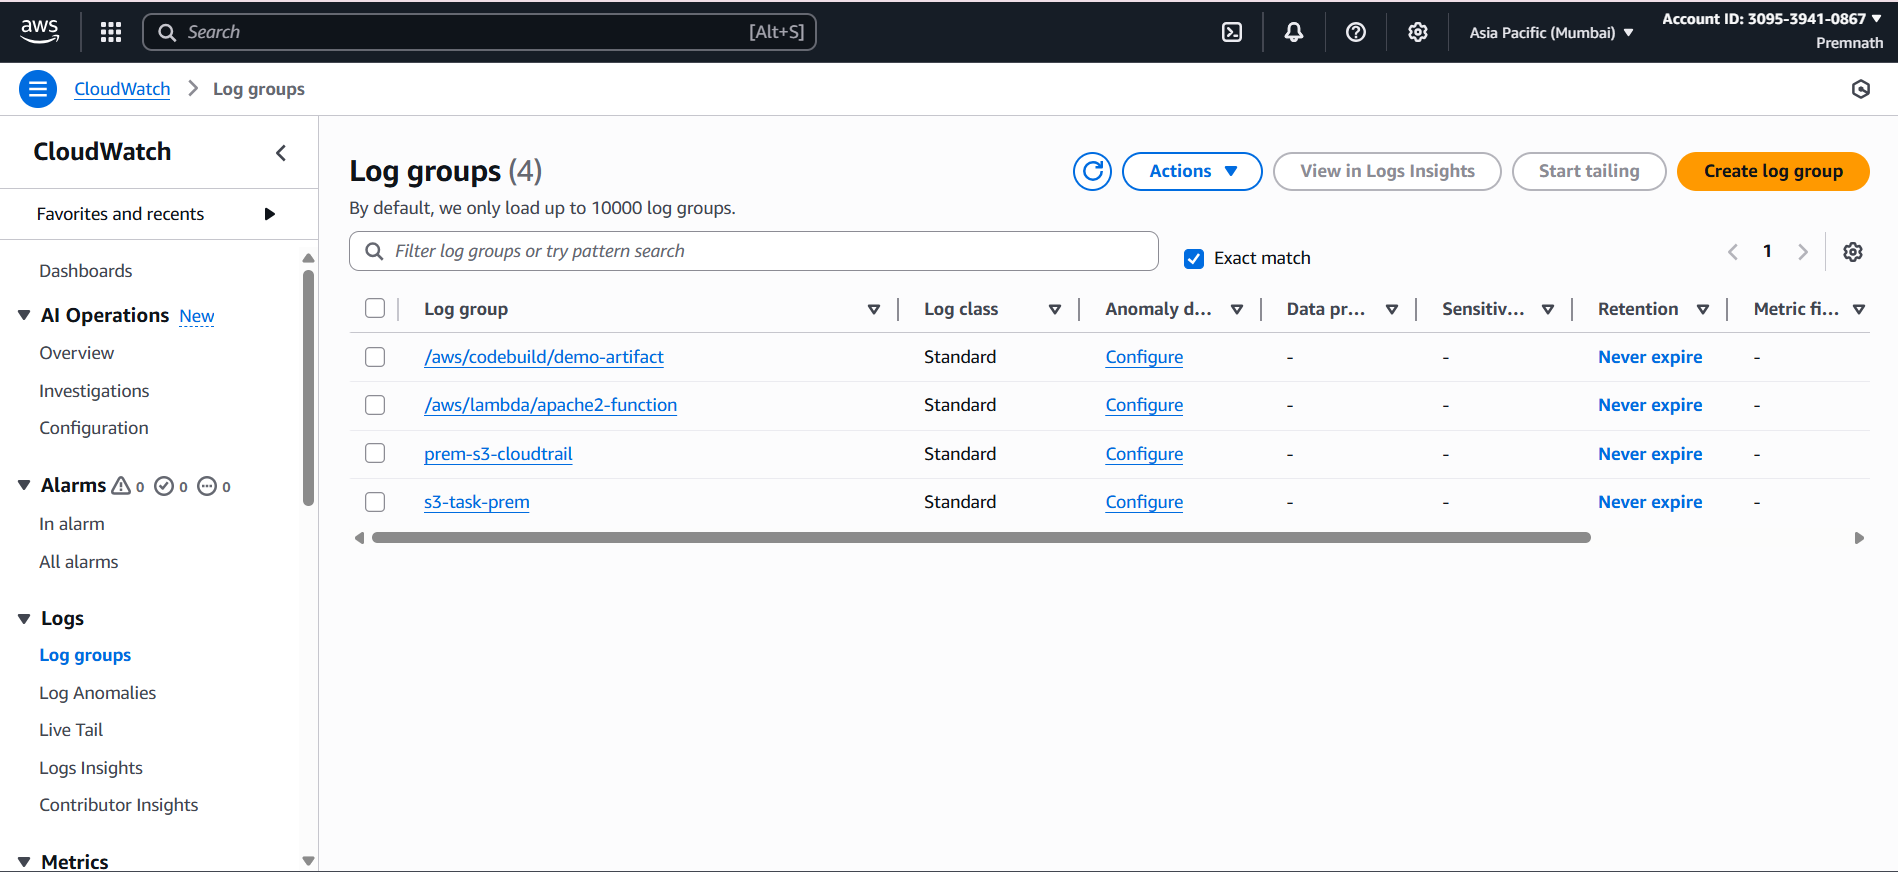 aws
Search
[Alt+S]
Asia Pacific (Mumbai)
Account ID: 3095-3941-0867
Premnath
CloudWatch
Log groups
CloudWatch
Favorites and recents
Dashboards
AI Operations New
Overview
Investigations
Configuration
Alarms 0 0 0
In alarm
All alarms
Logs
Log groups
Log Anomalies
Live Tail
Logs Insights
Contributor Insights
Metrics
Log groups (4)
By default, we only load up to 10000 log groups.
Actions
View in Logs Insights
Start tailing
Create log group
Filter log groups or try pattern search
Exact match
1
Log group Log class Anomaly d... Data pr... Sensitiv... Retention Metric fi...
/aws/codebuild/demo-artifact Standard Configure - - Never expire -
/aws/lambda/apache2-function Standard Configure - - Never expire -
prem-s3-cloudtrail Standard Configure - - Never expire -
s3-task-prem Standard Configure - - Never expire -